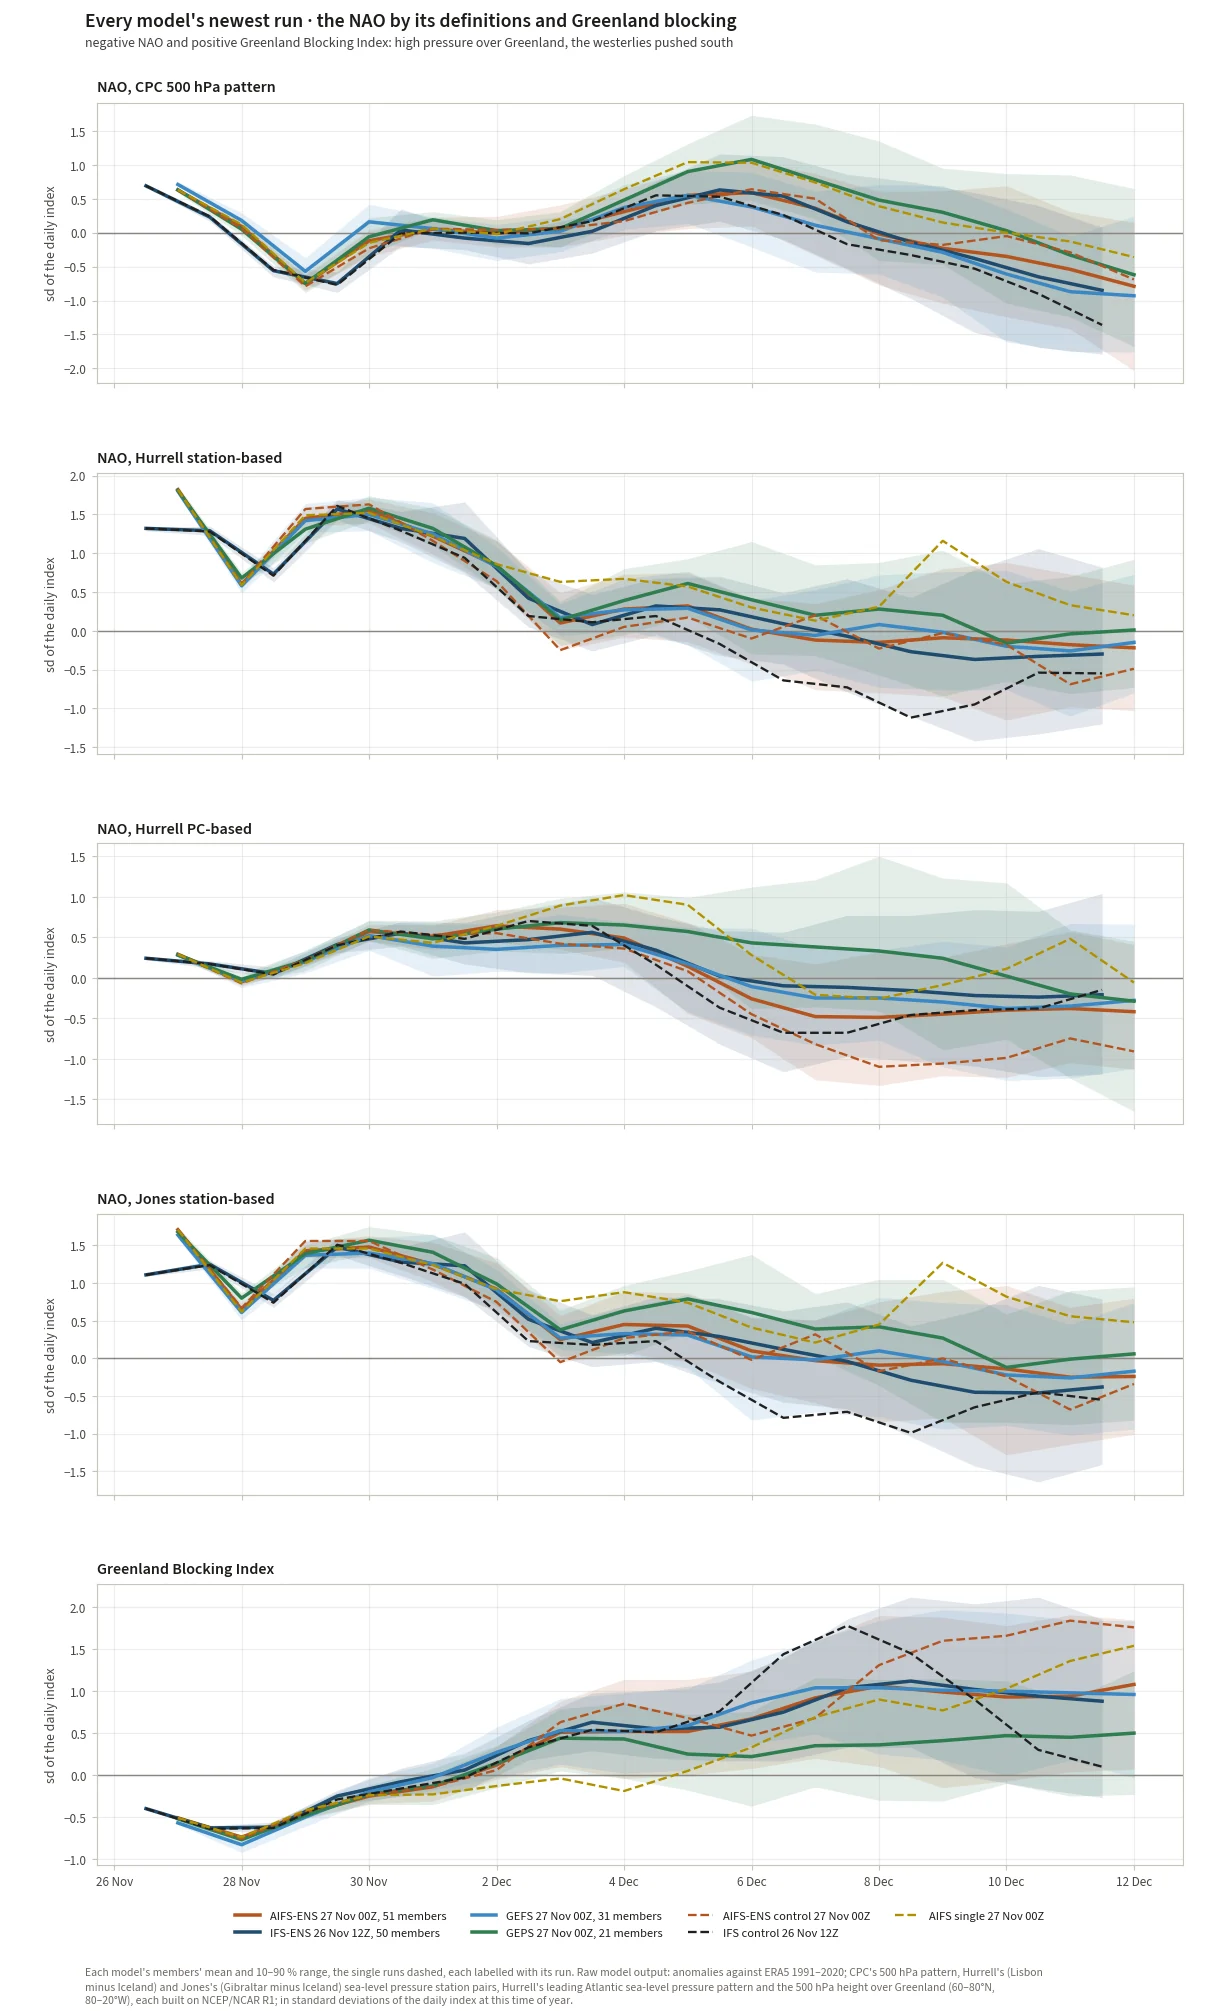 Every model's newest run · the NAO by its definitions and Greenland blocking
negative NAO and positive Greenland Blocking Index: high pressure over Greenland, the westerlies pushed south
NAO, CPC 500 hPa pattern
sd of the daily index
1.5
1.0
0.5
0.0
−0.5
−1.0
−1.5
−2.0
NAO, Hurrell station-based
sd of the daily index
2.0
1.5
1.0
0.5
0.0
−0.5
−1.0
−1.5
NAO, Hurrell PC-based
sd of the daily index
1.5
1.0
0.5
0.0
−0.5
−1.0
−1.5
NAO, Jones station-based
sd of the daily index
1.5
1.0
0.5
0.0
−0.5
−1.0
−1.5
Greenland Blocking Index
sd of the daily index
2.0
1.5
1.0
0.5
0.0
−0.5
−1.0
26 Nov 28 Nov 30 Nov 2 Dec 4 Dec 6 Dec 8 Dec 10 Dec 12 Dec
AIFS-ENS 27 Nov 00Z, 51 members GEFS 27 Nov 00Z, 31 members AIFS-ENS control 27 Nov 00Z AIFS single 27 Nov 00Z
IFS-ENS 26 Nov 12Z, 50 members GEPS 27 Nov 00Z, 21 members IFS control 26 Nov 12Z
Each model's members' mean and 10–90 % range, the single runs dashed, each labelled with its run. Raw model output: anomalies against ERA5 1991–2020; CPC's 500 hPa pattern, Hurrell's (Lisbon
minus Iceland) and Jones's (Gibraltar minus Iceland) sea-level pressure station pairs, Hurrell's leading Atlantic sea-level pressure pattern and the 500 hPa height over Greenland (60–80°N,
80–20°W), each built on NCEP/NCAR R1; in standard deviations of the daily index at this time of year.